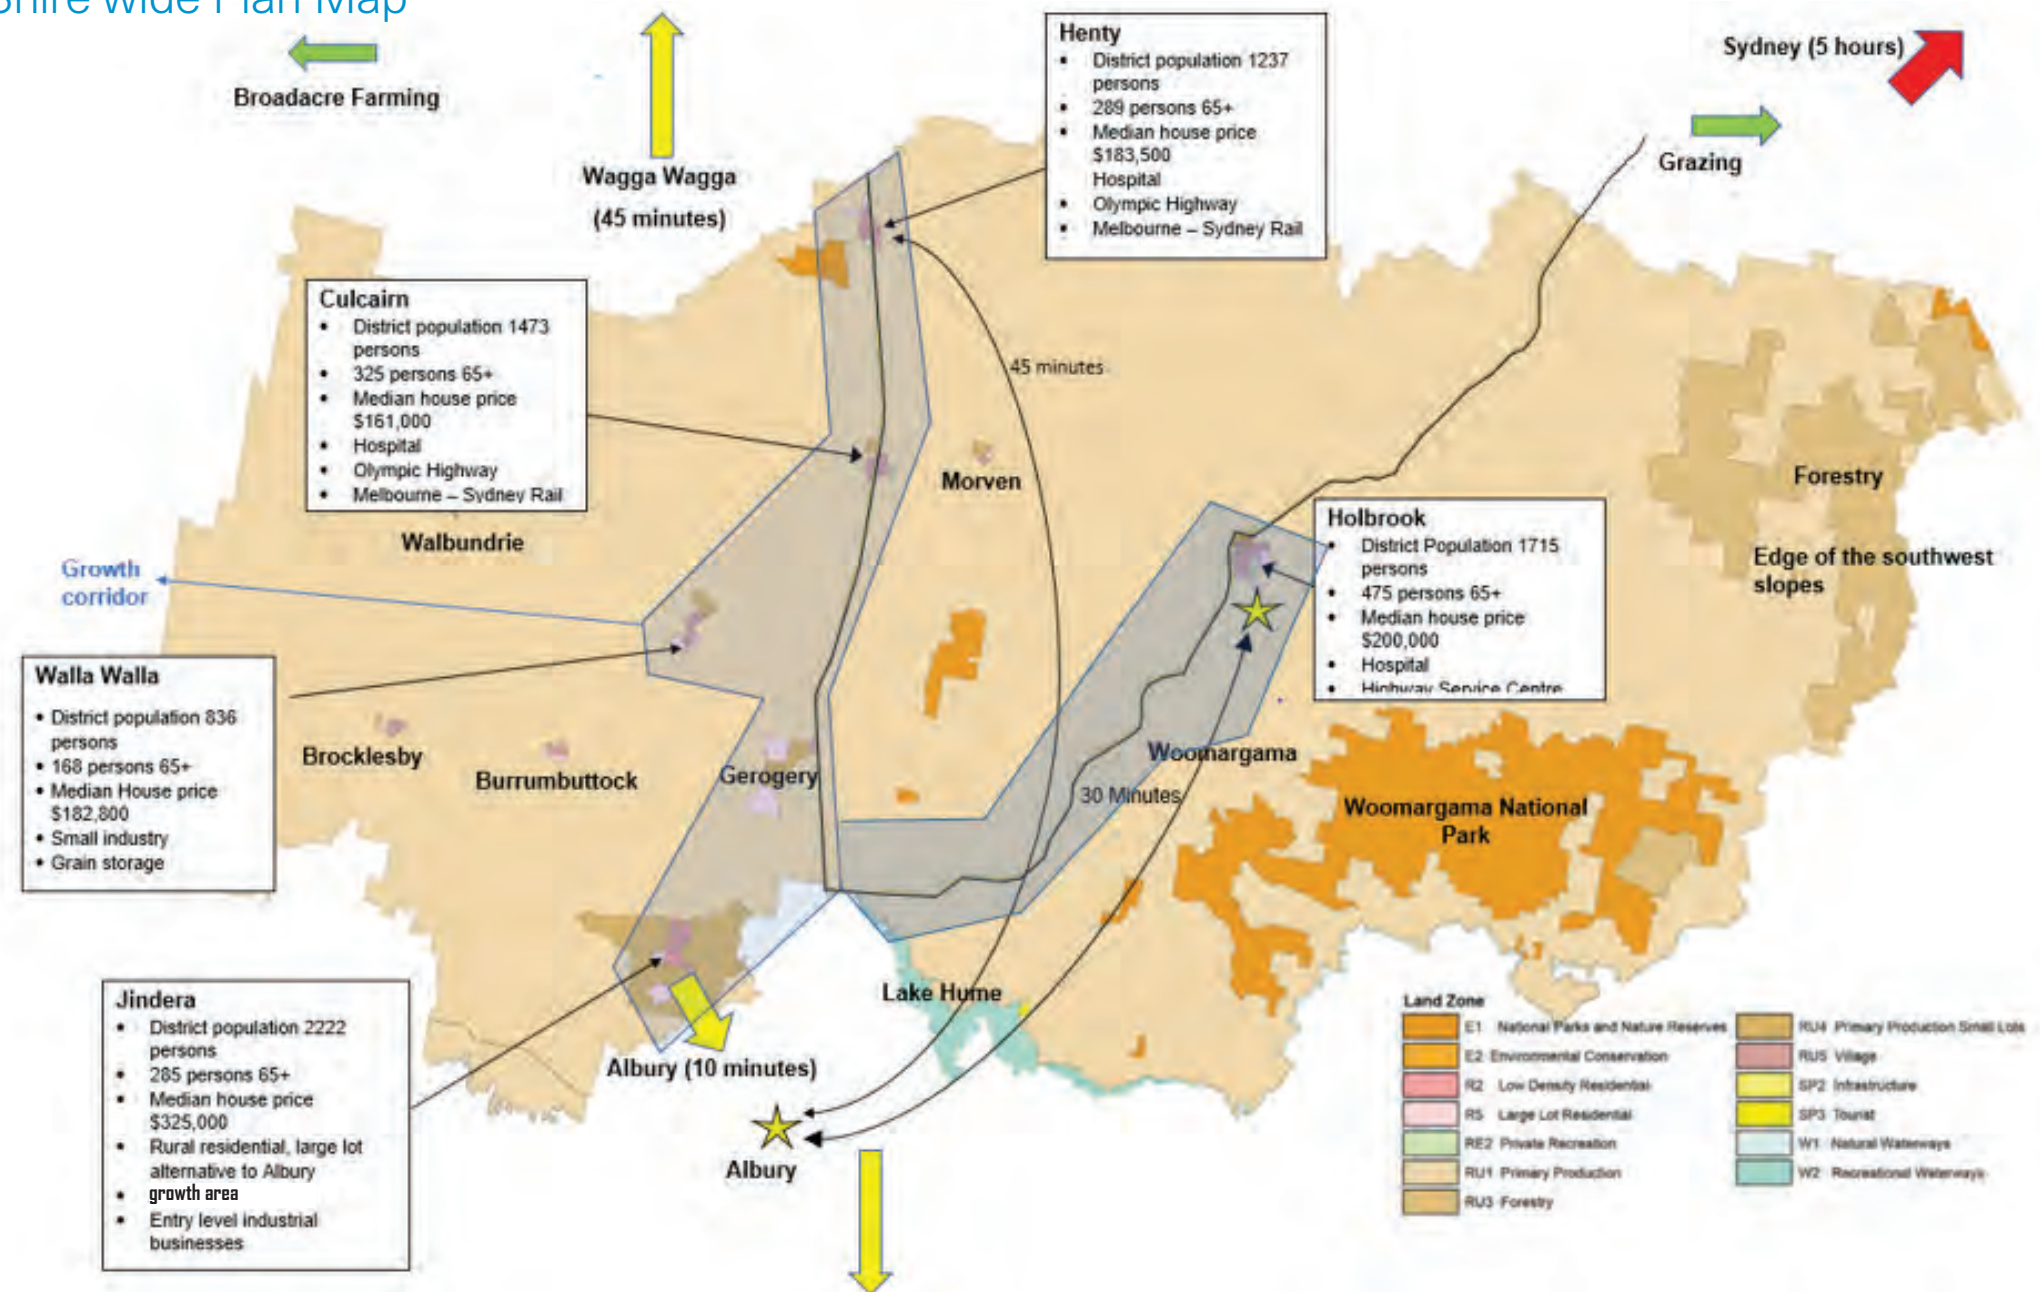 Shire Wide Plan Map
Broadacre Farming
Wagga Wagga
(45 minutes)
Henty
• District population 1237
persons
• 289 persons 65+
• Median house price
$183,500
Hospital
• Olympic Highway
• Melbourne – Sydney Rail
Sydney (5 hours)
Grazing
Culcairn
• District population 1473
persons
• 325 persons 65+
• Median house price
$161,000
• Hospital
• Olympic Highway
• Melbourne – Sydney Rail
45 minutes
Morven
Walbundrie
Growth
corridor
Forestry
Edge of the southwest
slopes
Holbrook
• District Population 1715
persons
• 475 persons 65+
• Median house price
$200,000
• Hospital
• Highway Service Centre
Walla Walla
• District population 836
persons
• 168 persons 65+
• Median House price
$182,800
• Small industry
• Grain storage
Brocklesby
Burrumbuttock
Gerogery
Woomargama
30 Minutes
Woomargama National
Park
Lake Hume
Jindera
• District population 2222
persons
• 285 persons 65+
• Median house price
$325,000
• Rural residential, large lot
alternative to Albury
• growth area
• Entry level industrial
businesses
Albury (10 minutes)
Albury
Land Zone
E1 National Parks and Nature Reserves
E2 Environmental Conservation
R2 Low Density Residential
R5 Large Lot Residential
RE2 Private Recreation
RU1 Primary Production
RU3 Forestry
RU4 Primary Production Small Lots
RU5 Village
SP2 Infrastructure
SP3 Tourist
W1 Natural Waterways
W2 Recreational Waterways